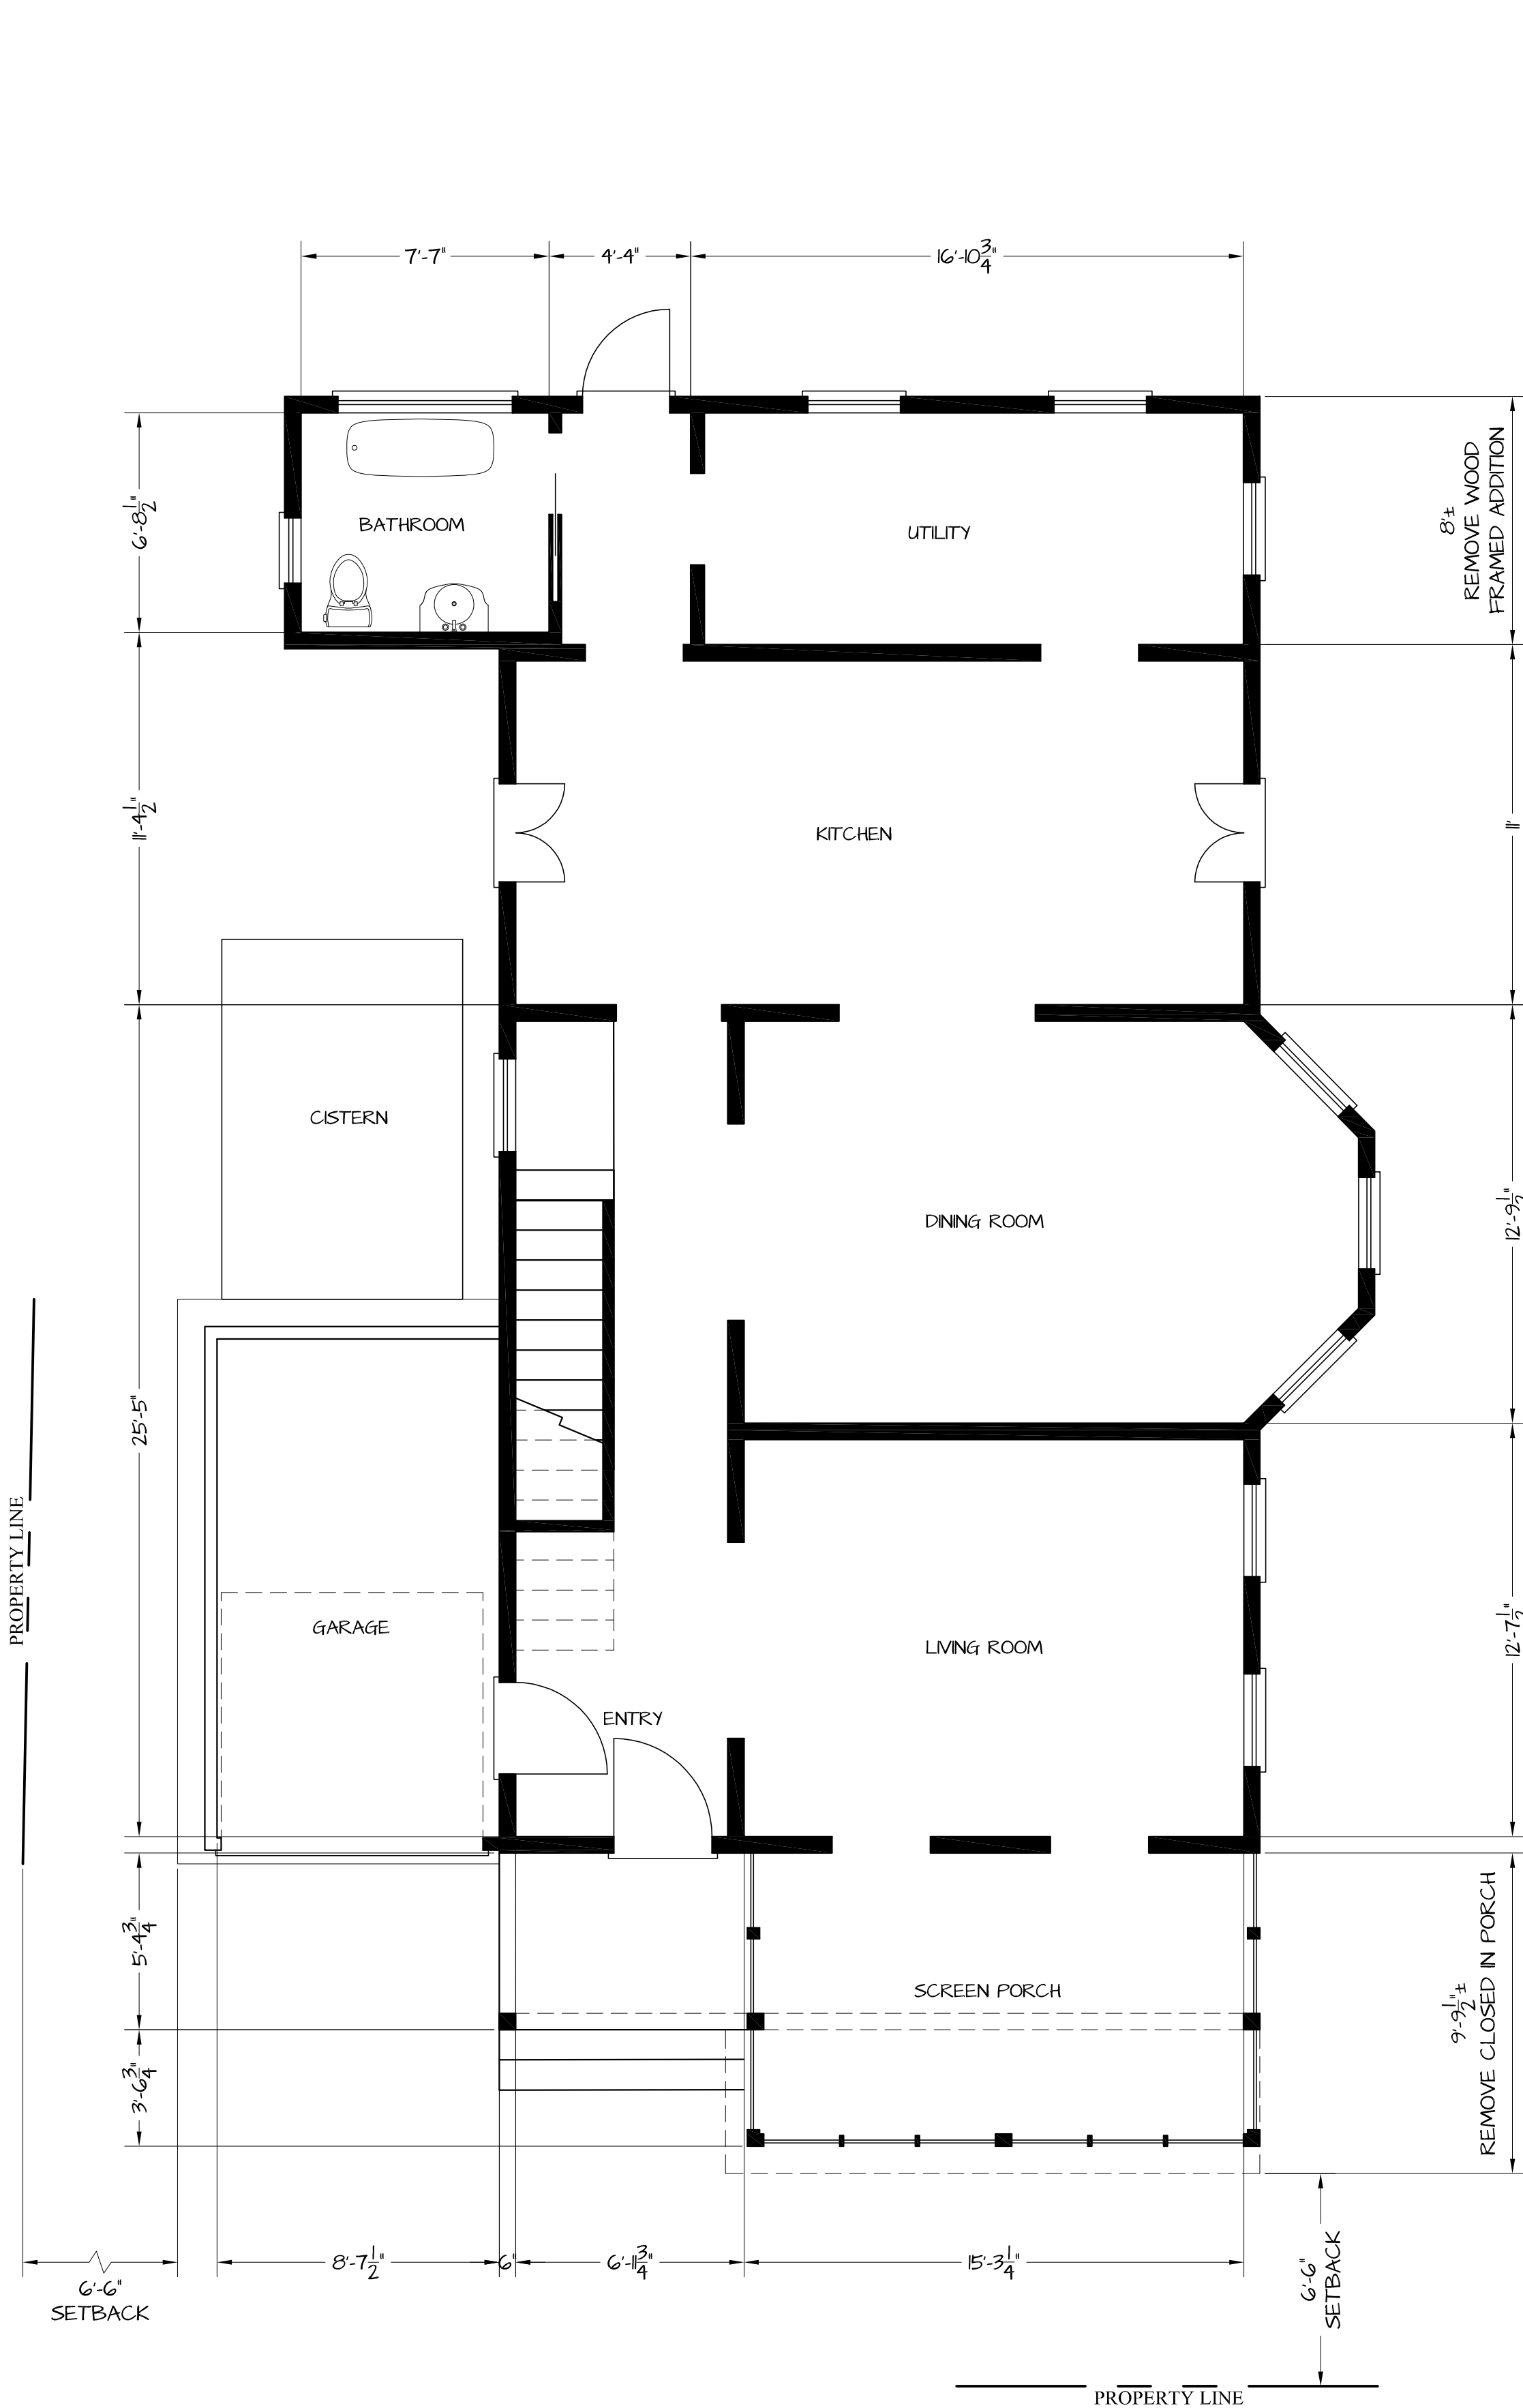 7'-7" 4'-4" 16'-10 3/4"
6'-8 1/2"
BATHROOM
UTILITY
8'±
REMOVE WOOD
FRAMED ADDITION
11'-4 1/2"
KITCHEN
11'
CISTERN
DINING ROOM
12'-9 1/2"
25'-5"
PROPERTY LINE
GARAGE
LIVING ROOM
12'-7 1/2"
ENTRY
5'-4 3/4"
SCREEN PORCH
9'-9 1/2"±
REMOVE CLOSED IN PORCH
3'-6 3/4"
8'-7 1/2" 6" 6'-11 3/4" 15'-3 1/4"
6'-6"
SETBACK
6'-6"
SETBACK
PROPERTY LINE